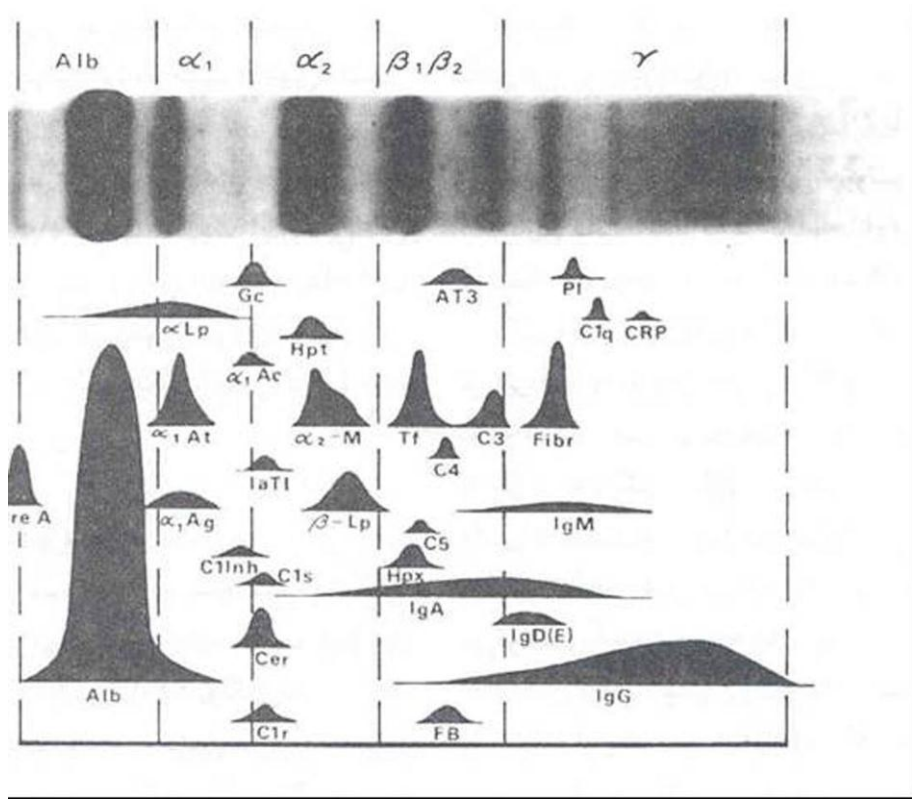 Alb α₁ α₂ β₁β₂ γ
Gc AT3 PI
αLp C1q CRP
Hpt
α₁Ac
α₁At α₂-M Tf C3 Fibr
C4
IaTI
re A α₁Ag β-Lp IgM
C5
C1Inh C1s Hpx
IgA
IgD(E)
Cer
Alb IgG
C1r FB